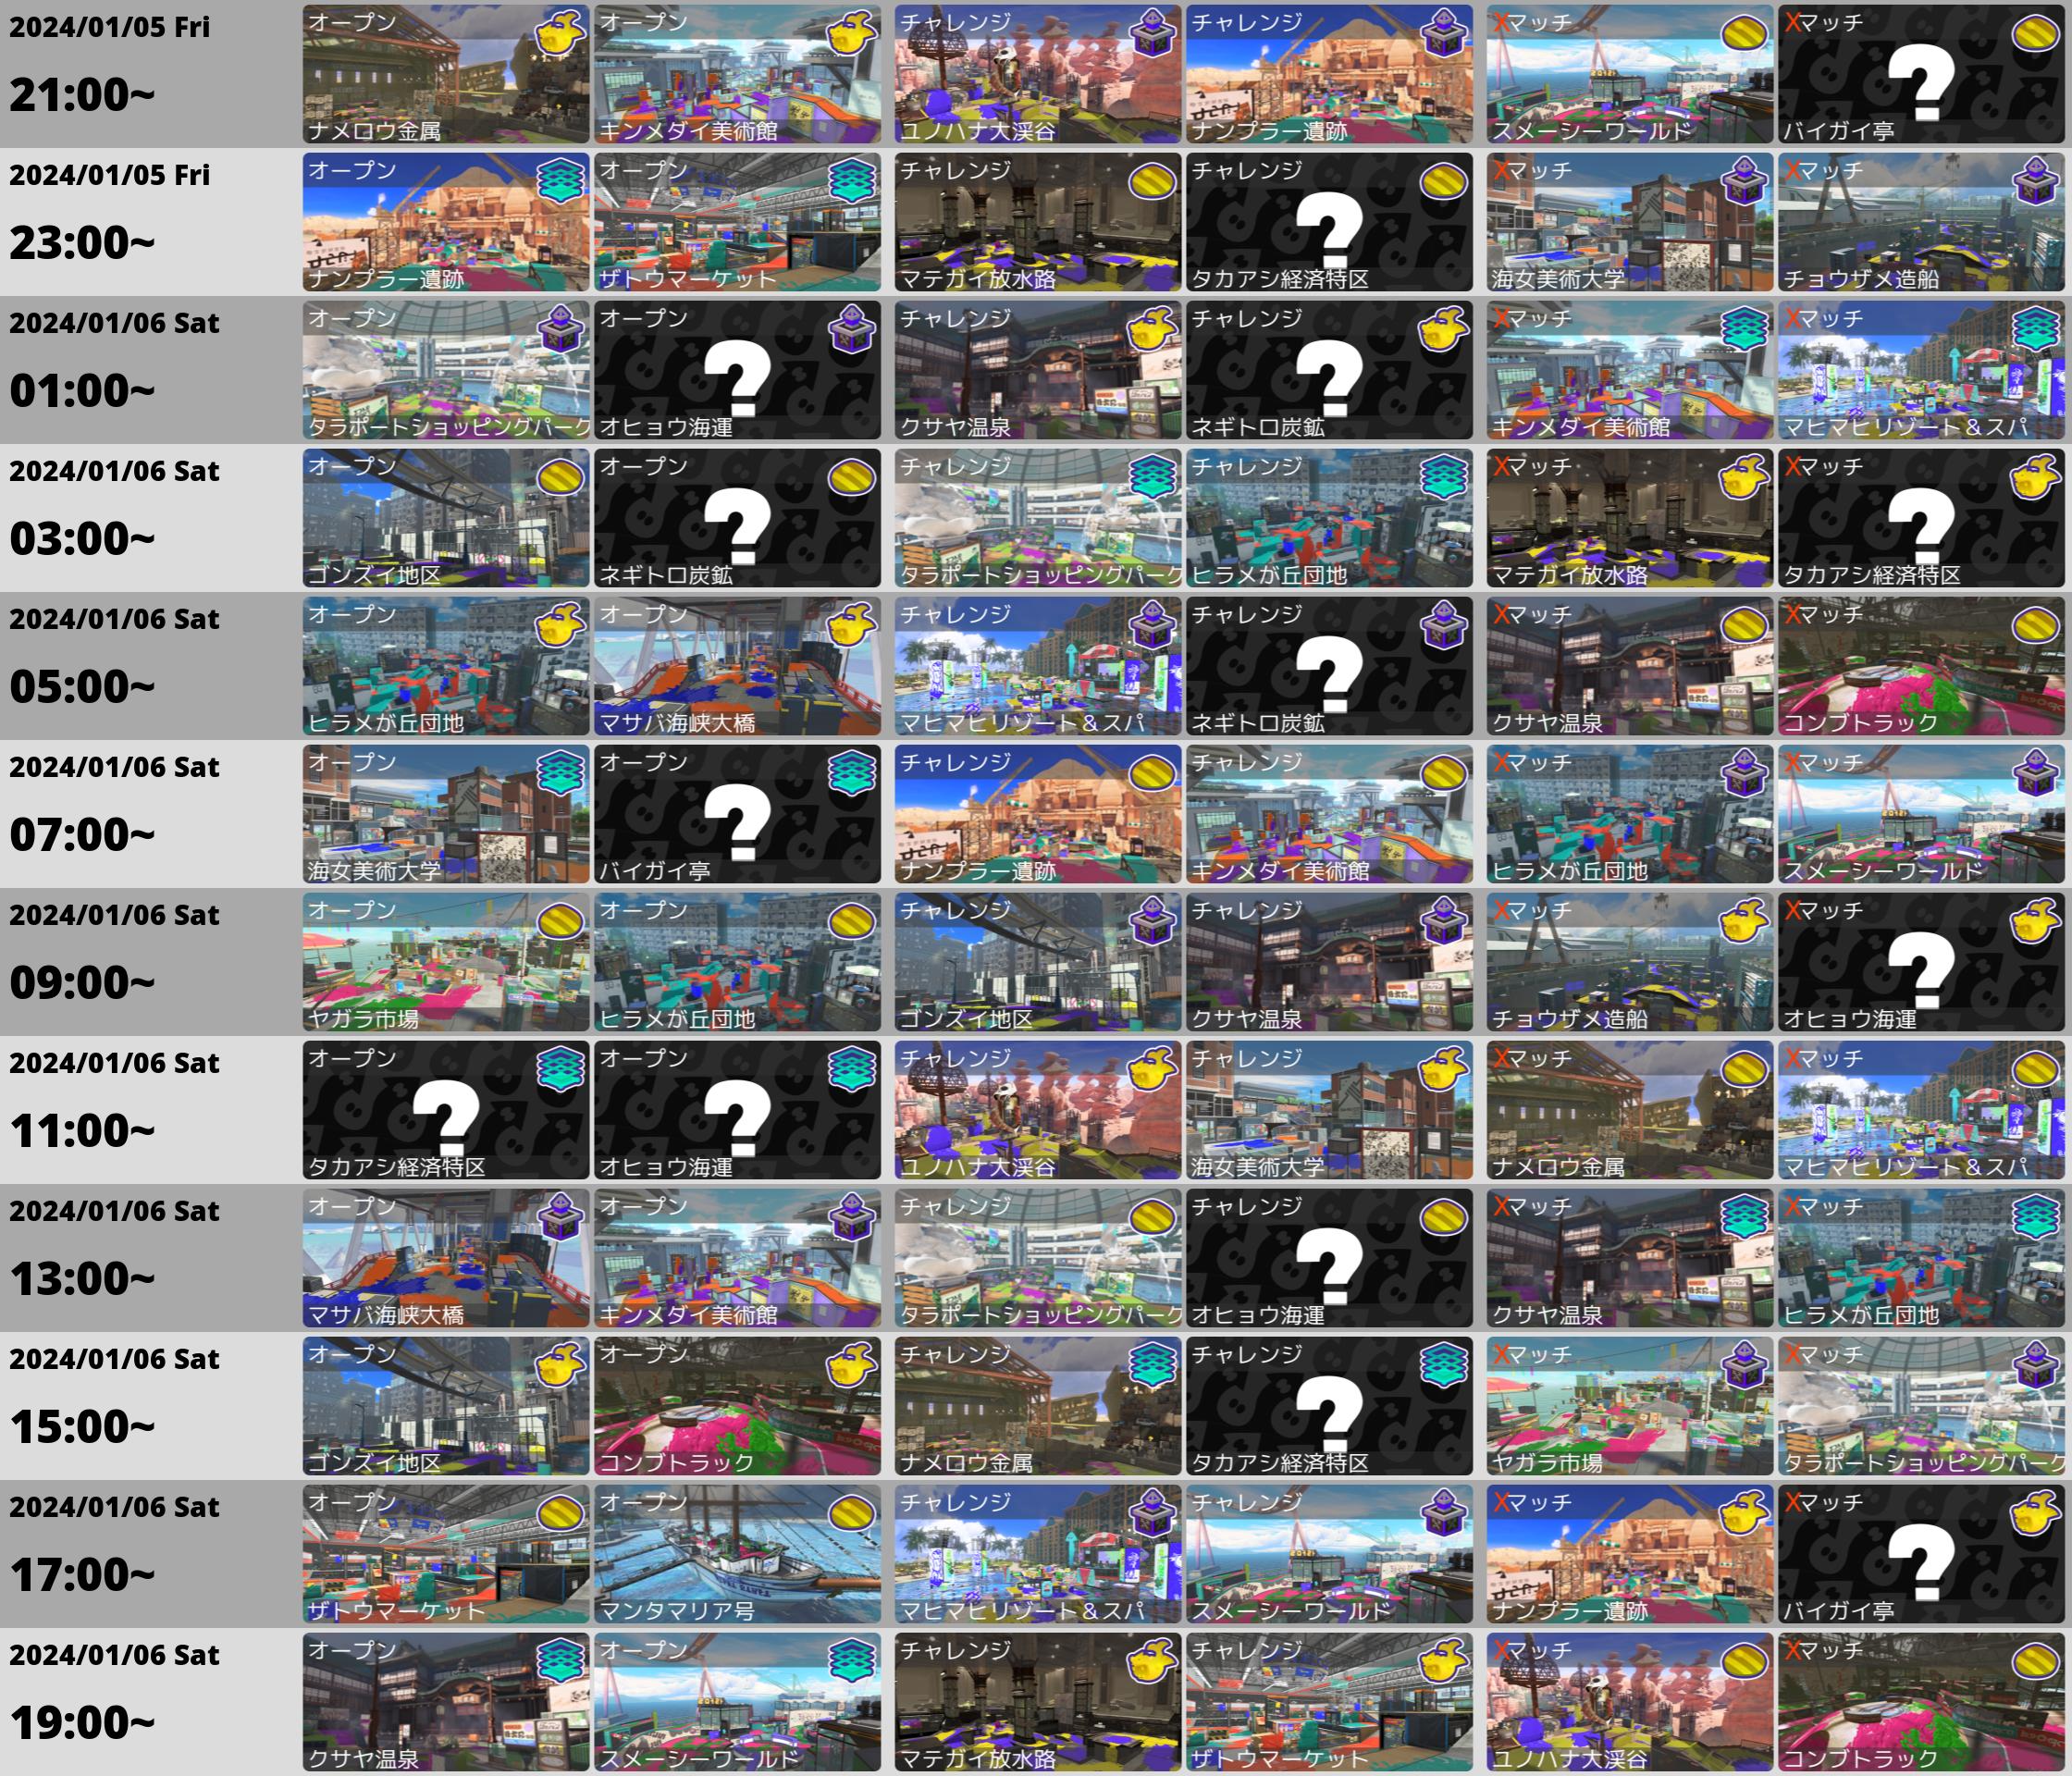 2024/01/05 Fri
21:00~
オープン オープン チャレンジ チャレンジ Xマッチ Xマッチ
ナメロウ金属 キンメダイ美術館 ユノハナ大渓谷 ナンプラー遺跡 スメーシーワールド バイガイ亭
2024/01/05 Fri
23:00~
オープン オープン チャレンジ チャレンジ Xマッチ Xマッチ
ナンプラー遺跡 ザトウマーケット マテガイ放水路 タカアシ経済特区 海女美術大学 チョウザメ造船
2024/01/06 Sat
01:00~
オープン オープン チャレンジ チャレンジ Xマッチ Xマッチ
タラポートショッピングパーク オヒョウ海運 クサヤ温泉 ネギトロ炭鉱 キンメダイ美術館 マヒマヒリゾート＆スパ
2024/01/06 Sat
03:00~
オープン オープン チャレンジ チャレンジ Xマッチ Xマッチ
ゴンズイ地区 ネギトロ炭鉱 タラポートショッピングパーク ヒラメが丘団地 マテガイ放水路 タカアシ経済特区
2024/01/06 Sat
05:00~
オープン オープン チャレンジ チャレンジ Xマッチ Xマッチ
ヒラメが丘団地 マサバ海峡大橋 マヒマヒリゾート＆スパ ネギトロ炭鉱 クサヤ温泉 コンブトラック
2024/01/06 Sat
07:00~
オープン オープン チャレンジ チャレンジ Xマッチ Xマッチ
海女美術大学 バイガイ亭 ナンプラー遺跡 キンメダイ美術館 ヒラメが丘団地 スメーシーワールド
2024/01/06 Sat
09:00~
オープン オープン チャレンジ チャレンジ Xマッチ Xマッチ
ヤガラ市場 ヒラメが丘団地 ゴンズイ地区 クサヤ温泉 チョウザメ造船 オヒョウ海運
2024/01/06 Sat
11:00~
オープン オープン チャレンジ チャレンジ Xマッチ Xマッチ
タカアシ経済特区 オヒョウ海運 ユノハナ大渓谷 海女美術大学 ナメロウ金属 マヒマヒリゾート＆スパ
2024/01/06 Sat
13:00~
オープン オープン チャレンジ チャレンジ Xマッチ Xマッチ
マサバ海峡大橋 キンメダイ美術館 タラポートショッピングパーク オヒョウ海運 クサヤ温泉 ヒラメが丘団地
2024/01/06 Sat
15:00~
オープン オープン チャレンジ チャレンジ Xマッチ Xマッチ
ゴンズイ地区 コンブトラック ナメロウ金属 タカアシ経済特区 ヤガラ市場 タラポートショッピングパーク
2024/01/06 Sat
17:00~
オープン オープン チャレンジ チャレンジ Xマッチ Xマッチ
ザトウマーケット マンタマリア号 マヒマヒリゾート＆スパ スメーシーワールド ナンプラー遺跡 バイガイ亭
2024/01/06 Sat
19:00~
オープン オープン チャレンジ チャレンジ Xマッチ Xマッチ
クサヤ温泉 スメーシーワールド マテガイ放水路 ザトウマーケット ユノハナ大渓谷 コンブトラック